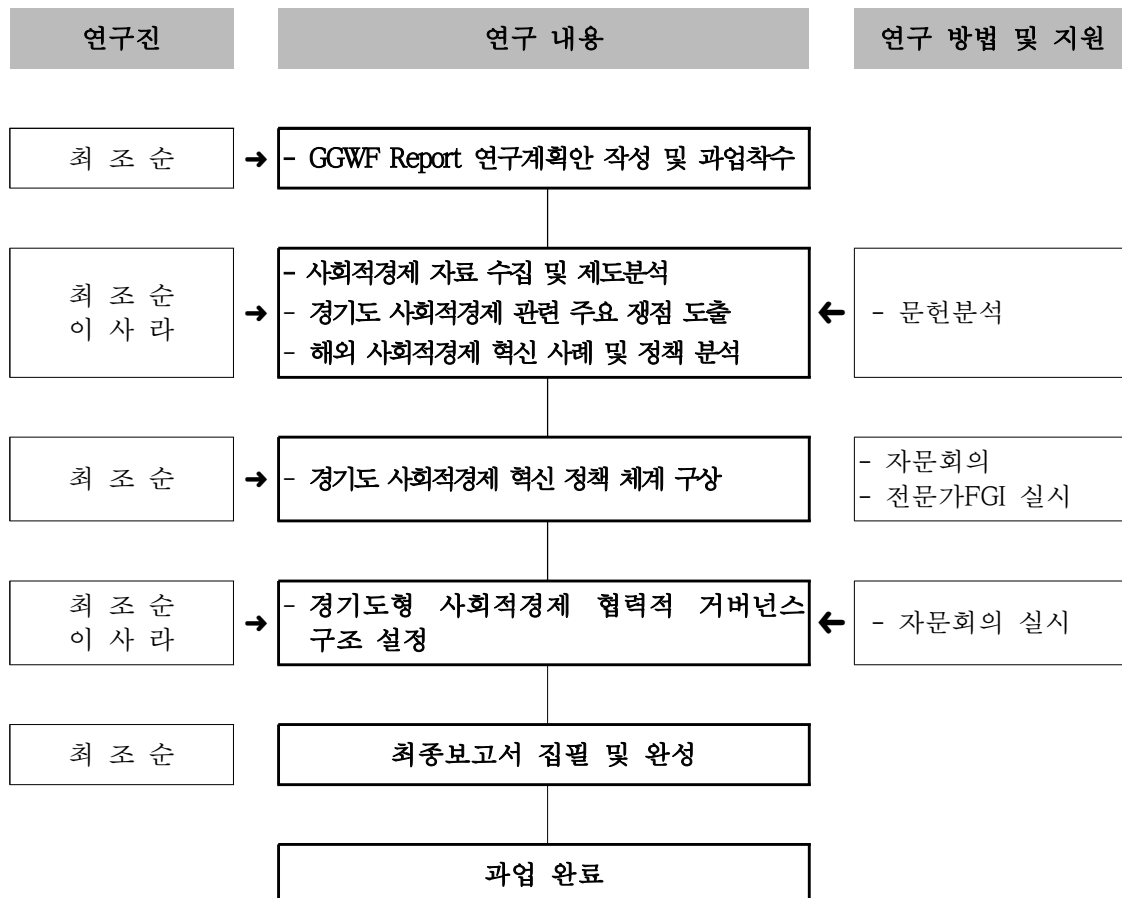 연구진
연구 내용
연구 방법 및 지원
최 조 순
➜
- GGWF Report 연구계획안 작성 및 과업착수
최 조 순
이 사 라
➜
- 사회적경제 자료 수집 및 제도분석
- 경기도 사회적경제 관련 주요 쟁점 도출
- 해외 사회적경제 혁신 사례 및 정책 분석
🡸
- 문헌분석
최 조 순
➜
- 경기도 사회적경제 혁신 정책 체계 구상
- 자문회의
- 전문가FGI 실시
최 조 순
이 사 라
➜
- 경기도형 사회적경제 협력적 거버넌스
구조 설정
🡸
- 자문회의 실시
최 조 순
최종보고서 집필 및 완성
과업 완료